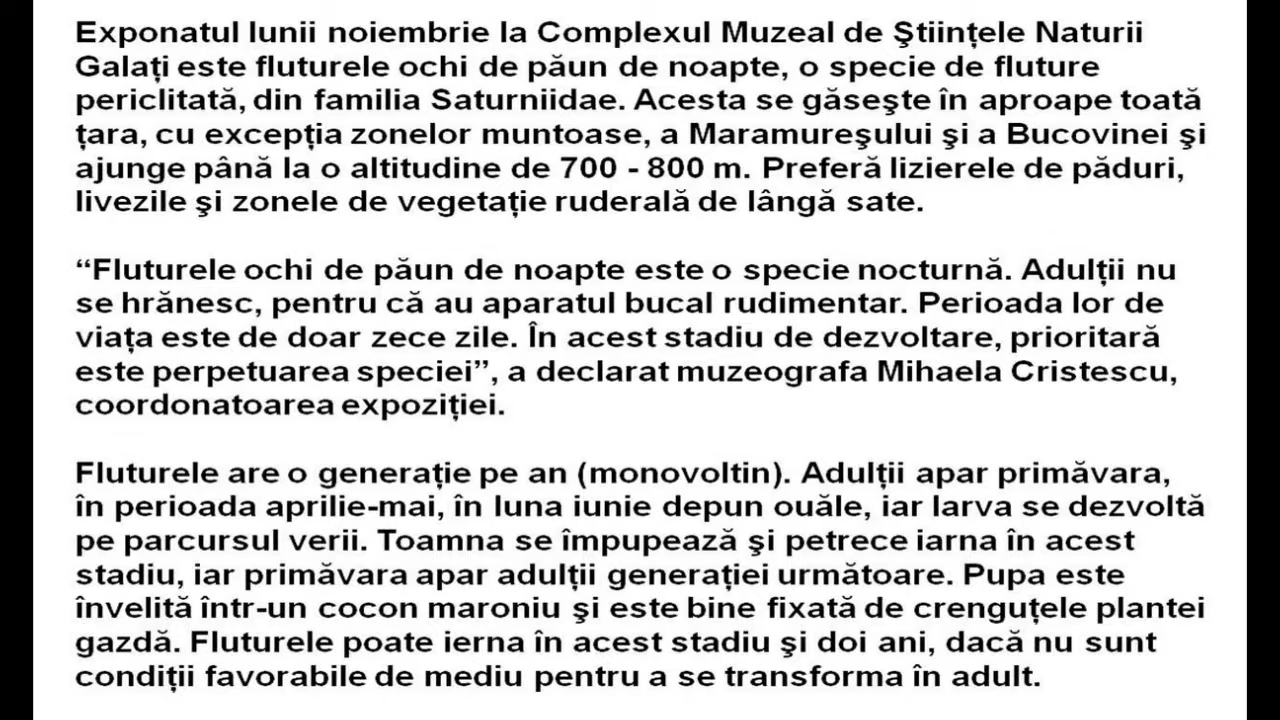 Exponatul lunii noiembrie la Complexul Muzeal de Ştiinţele Naturii
Galaţi este fluturele ochi de păun de noapte, o specie de fluture
periclitată, din familia Saturniidae. Acesta se găseşte în aproape toată
ţara, cu excepţia zonelor muntoase, a Maramureşului şi a Bucovinei şi
ajunge până la o altitudine de 700 - 800 m. Preferă lizierele de păduri,
livezile şi zonele de vegetaţie ruderală de lângă sate.
“Fluturele ochi de păun de noapte este o specie nocturnă. Adulţii nu
se hrănesc, pentru că au aparatul bucal rudimentar. Perioada lor de
viaţa este de doar zece zile. În acest stadiu de dezvoltare, prioritară
este perpetuarea speciei”, a declarat muzeografa Mihaela Cristescu,
coordonatoarea expoziţiei.
Fluturele are o generaţie pe an (monovoltin). Adulţii apar primăvara,
în perioada aprilie-mai, în luna iunie depun ouăle, iar larva se dezvoltă
pe parcursul verii. Toamna se împupează şi petrece iarna în acest
stadiu, iar primăvara apar adulţii generaţiei următoare. Pupa este
învelită într-un cocon maroniu şi este bine fixată de crenguţele plantei
gazdă. Fluturele poate ierna în acest stadiu şi doi ani, dacă nu sunt
condiţii favorabile de mediu pentru a se transforma în adult.